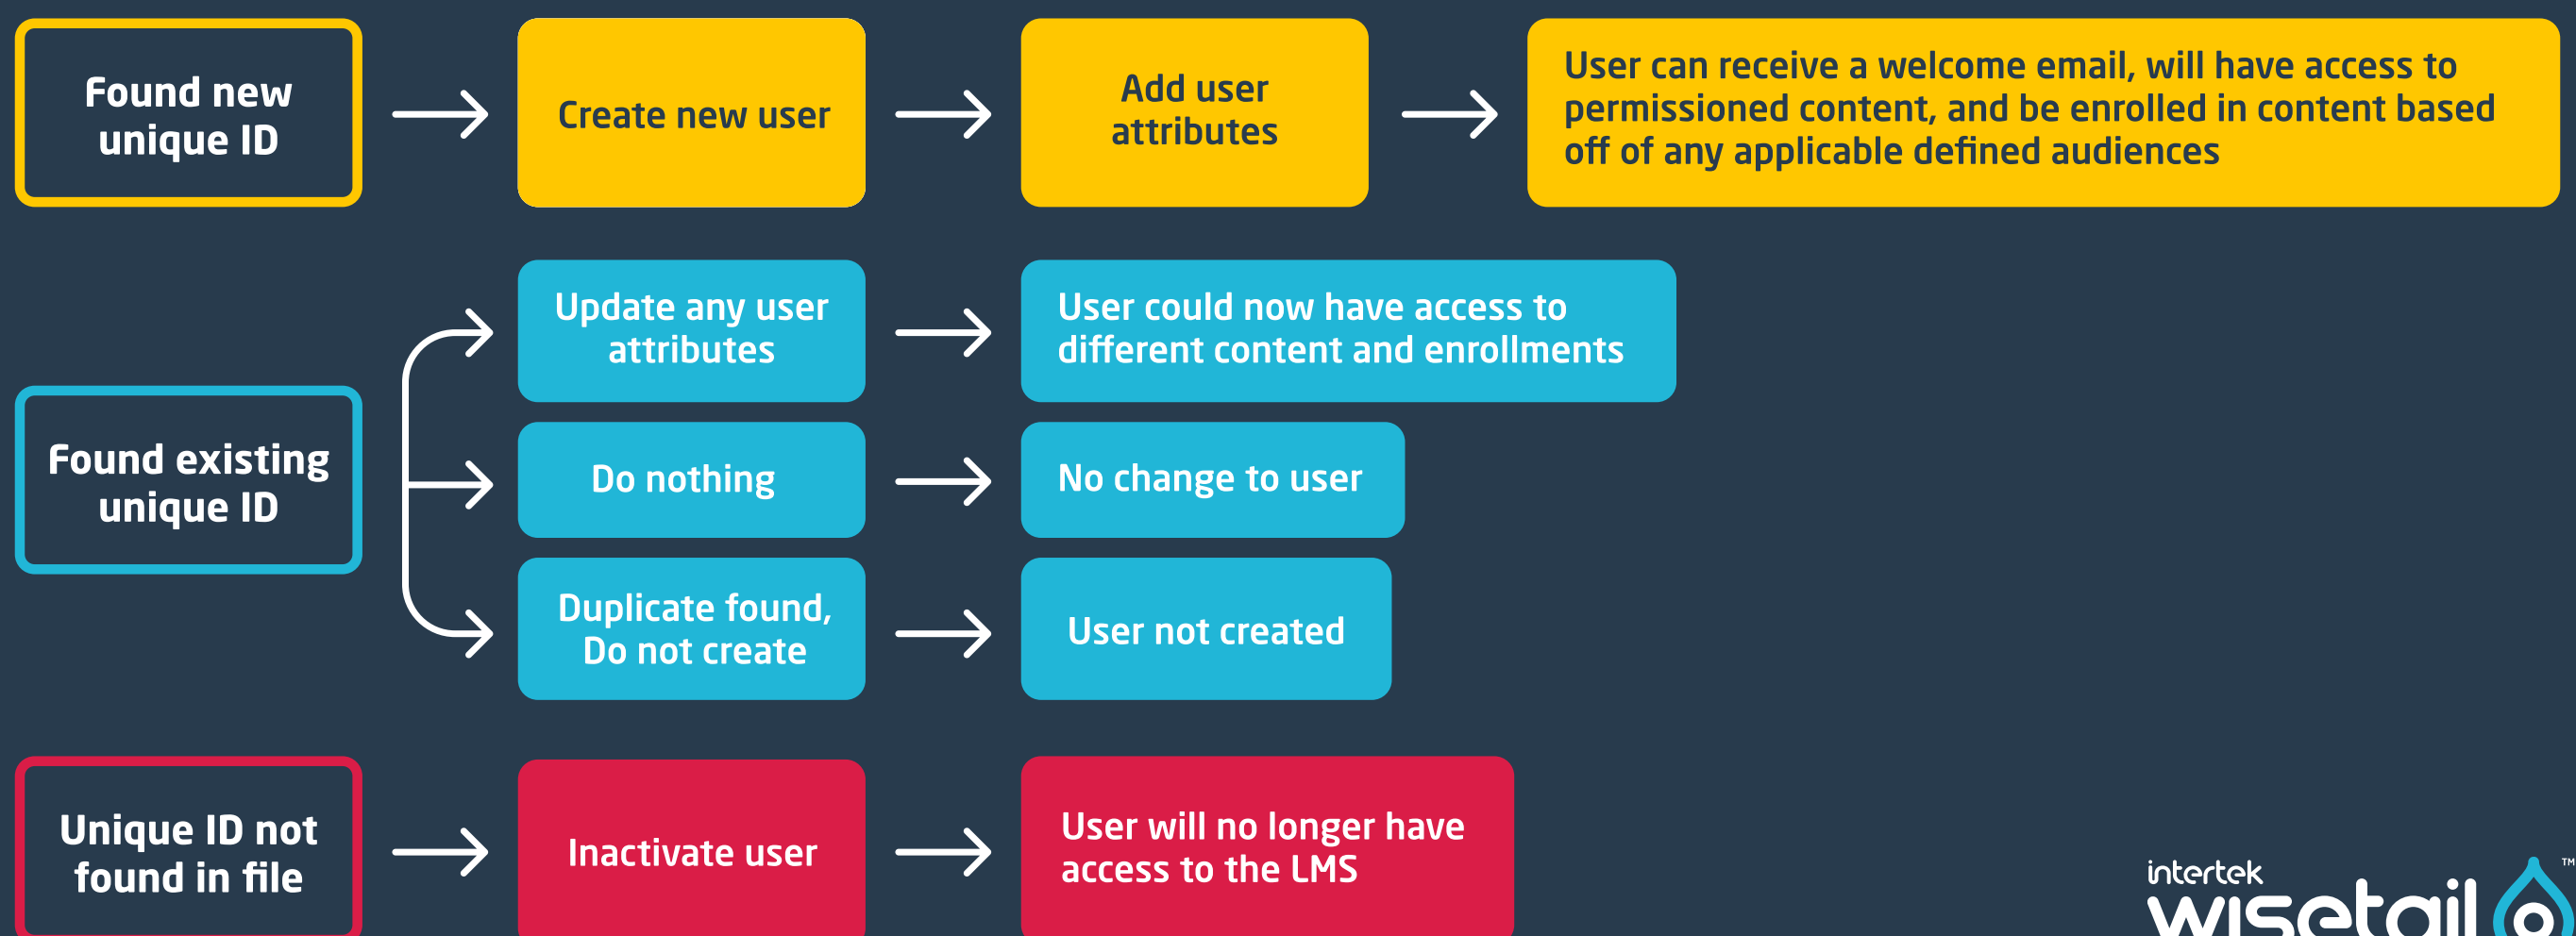 Found new
unique ID
Create new user
Add user
attributes
User can receive a welcome email, will have access to
permissioned content, and be enrolled in content based
off of any applicable defined audiences
Found existing
unique ID
Update any user
attributes
User could now have access to
different content and enrollments
Do nothing
No change to user
Duplicate found,
Do not create
User not created
Unique ID not
found in file
Inactivate user
User will no longer have
access to the LMS
intertek
wisetail
TM